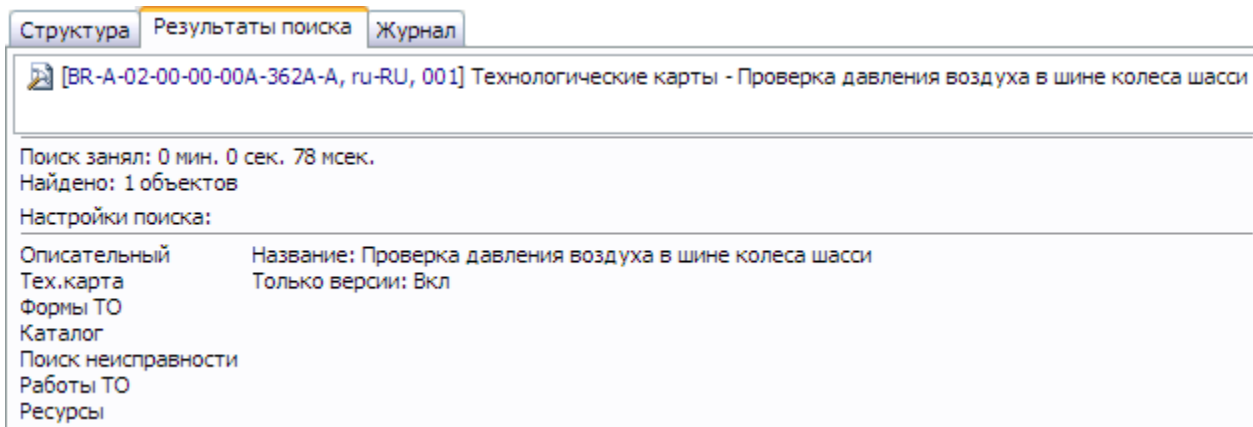 Структура Результаты поиска Журнал
[BR-A-02-00-00-00A-362A-A, ru-RU, 001] Технологические карты - Проверка давления воздуха в шине колеса шасси
Поиск занял: 0 мин. 0 сек. 78 мсек.
Найдено: 1 объектов
Настройки поиска:
Описательный Название: Проверка давления воздуха в шине колеса шасси
Тех.карта Только версии: Вкл
Формы ТО
Каталог
Поиск неисправности
Работы ТО
Ресурсы